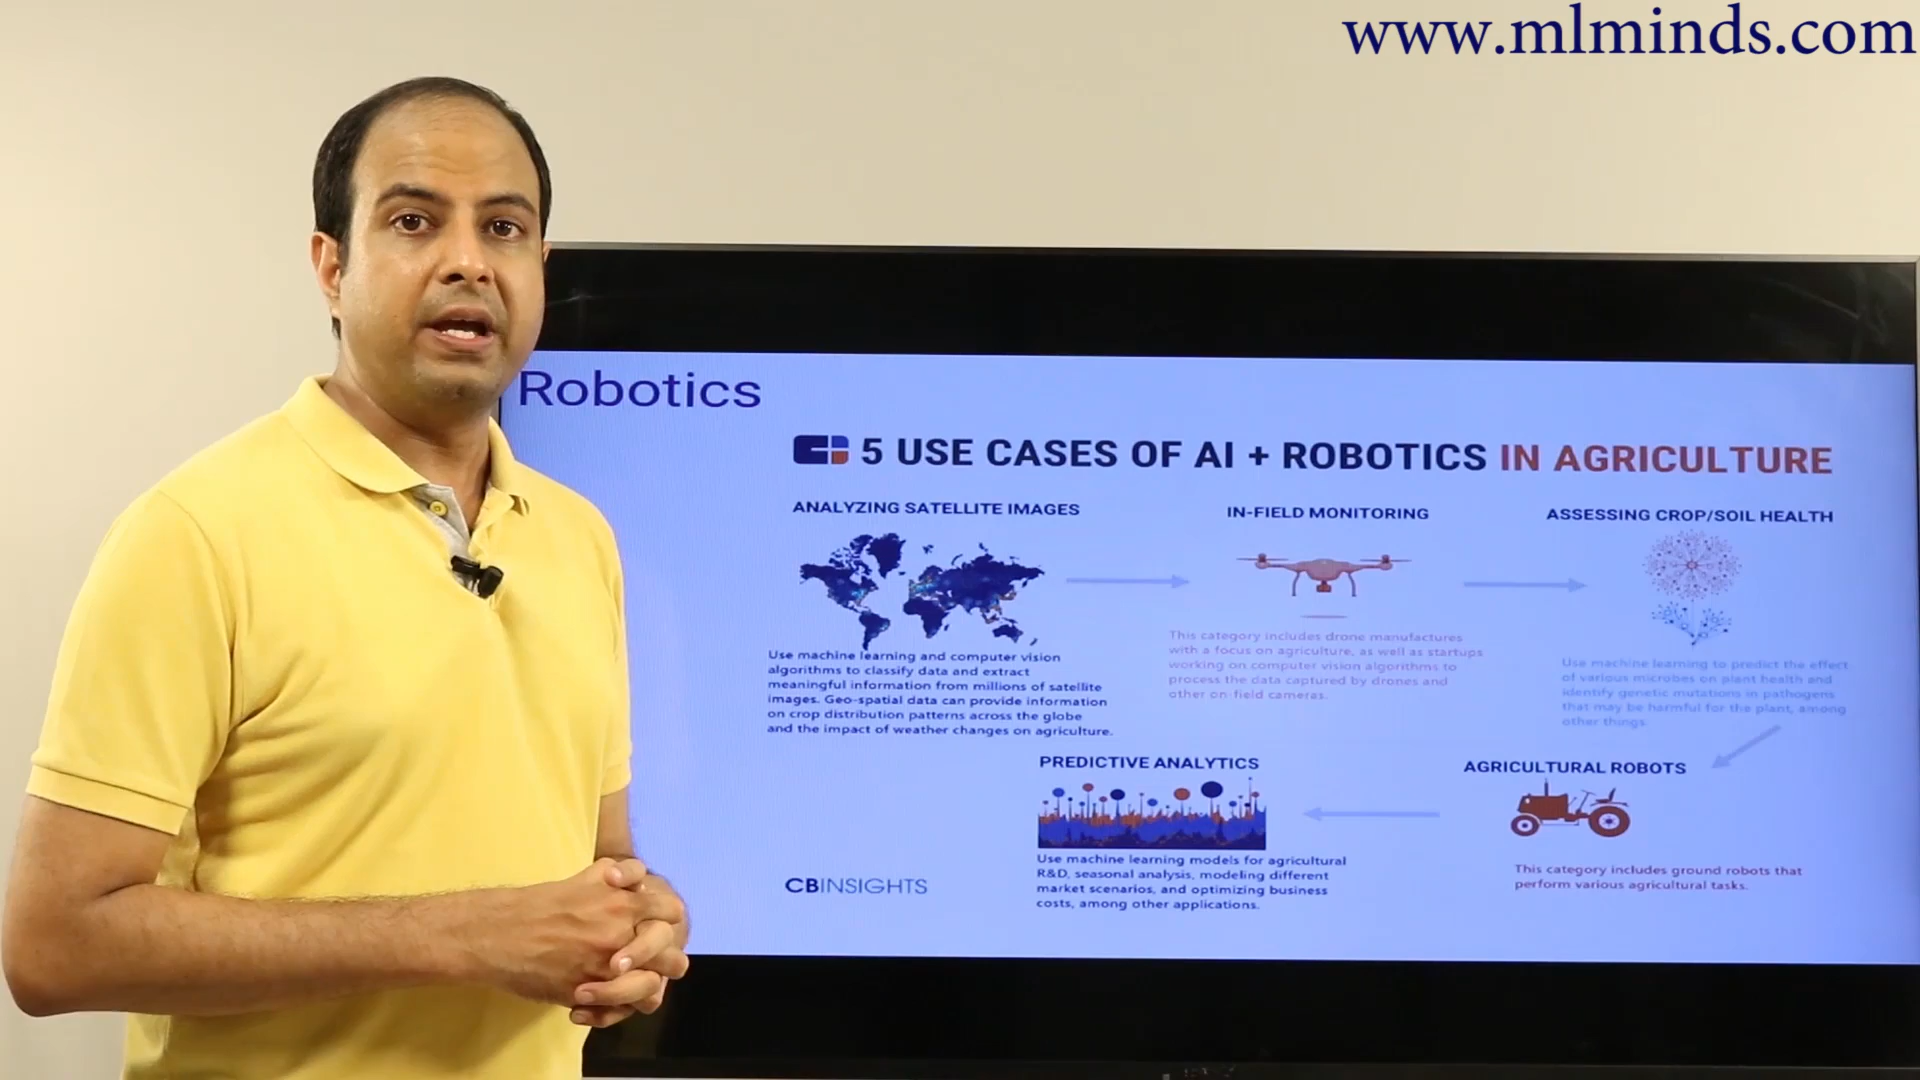 www.mlminds.com
Robotics
5 USE CASES OF AI + ROBOTICS IN AGRICULTURE
ANALYZING SATELLITE IMAGES
Use machine learning and computer vision
algorithms to classify data and extract
meaningful information from millions of satellite
images. Geo-spatial data can provide information
on crop distribution patterns across the globe
and the impact of weather changes on agriculture.
IN-FIELD MONITORING
This category includes drone manufactures
with a focus on agriculture, as well as startups
working on computer vision algorithms to
process the data captured by drones and
other on-field cameras.
ASSESSING CROP/SOIL HEALTH
Use machine learning to predict the effect
of various microbes on plant health and
identify genetic mutations in pathogens
that may be harmful for the plant, among
other things.
AGRICULTURAL ROBOTS
This category includes ground robots that
perform various agricultural tasks.
PREDICTIVE ANALYTICS
Use machine learning models for agricultural
R&D, seasonal analysis, modeling different
market scenarios, and optimizing business
costs, among other applications.
CBINSIGHTS